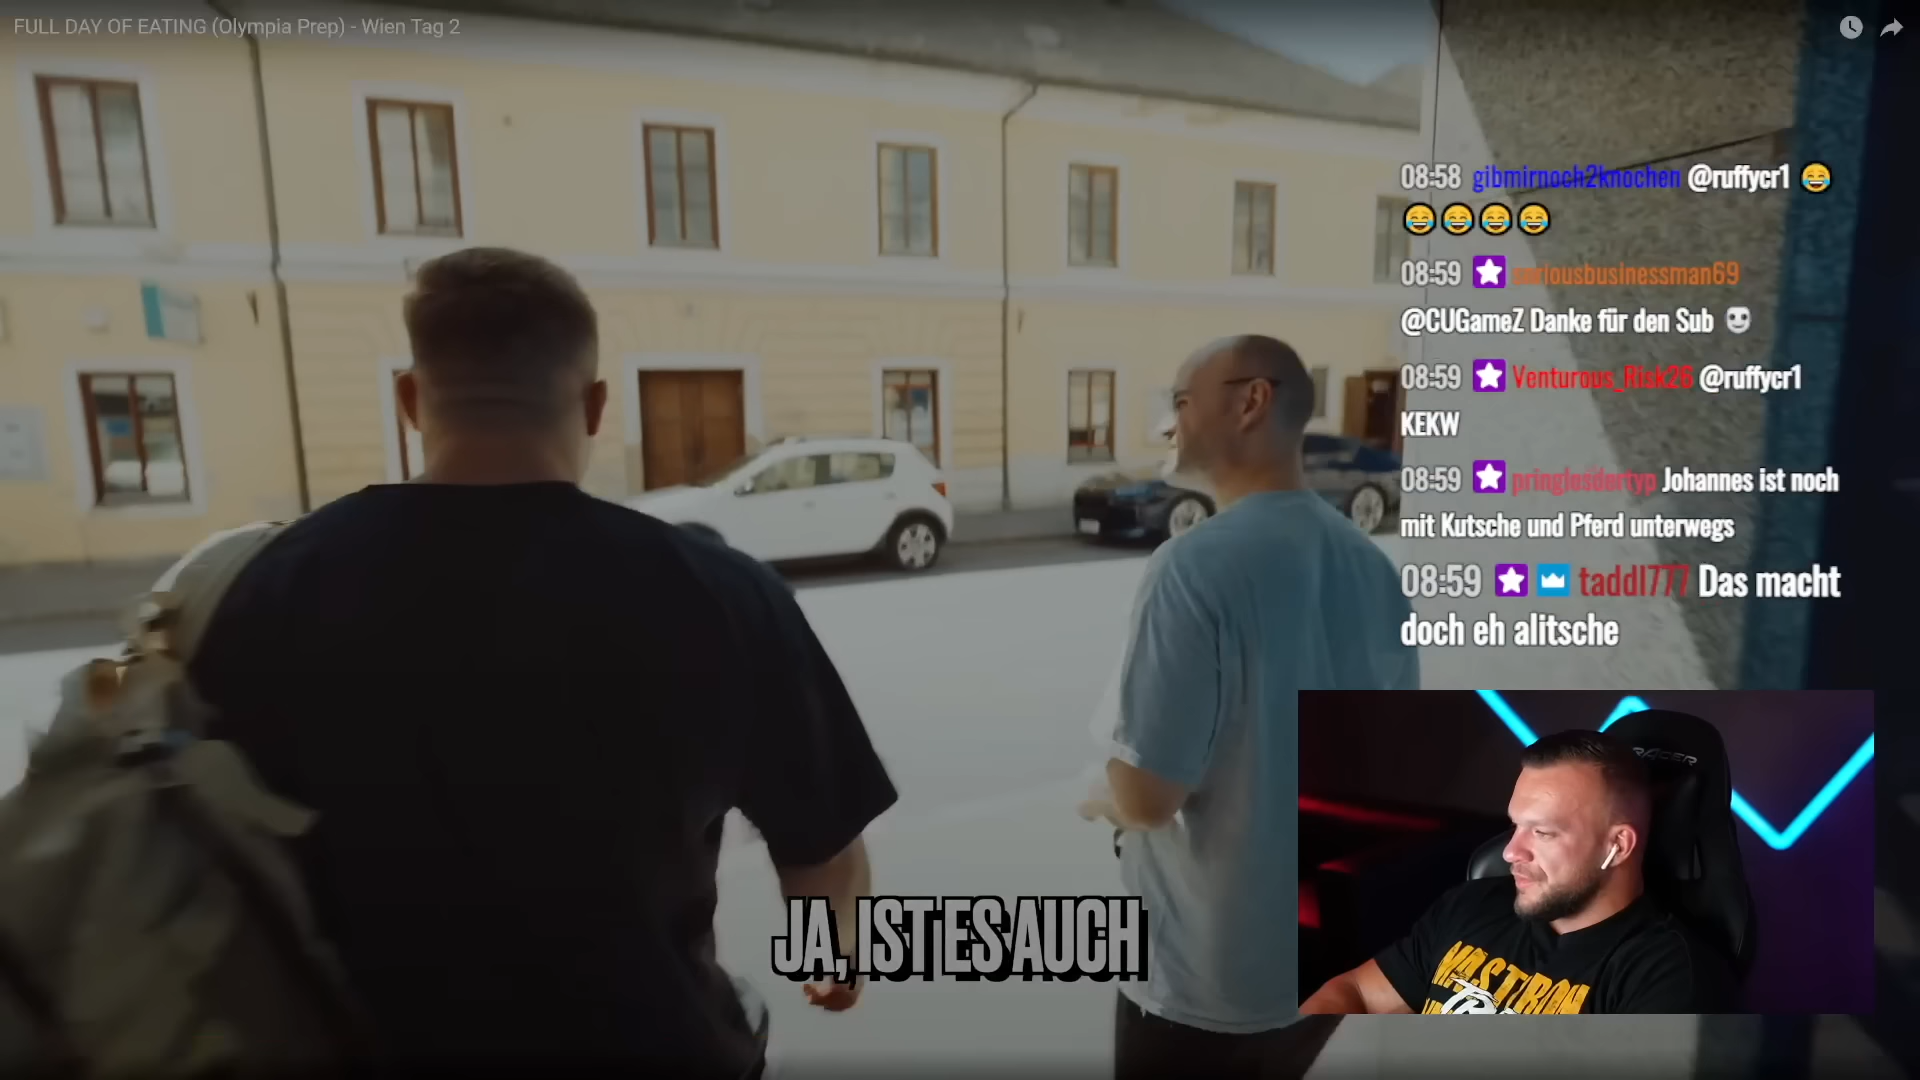 FULL DAY OF EATING (Olympia Prep) - Wien Tag 2
08:58 gibmirnoch2knochen @ruffycr1 😂
😂😂😂😂
08:59 curiousbusinessman69
@CUGameZ Danke für den Sub
08:59 Venturous_Risk26 @ruffycr1
KEKW
08:59 pringlesdertyp Johannes ist noch
mit Kutsche und Pferd unterwegs
08:59 taddl777 Das macht
doch eh alitsche
JA, IST ES AUCH
RACER